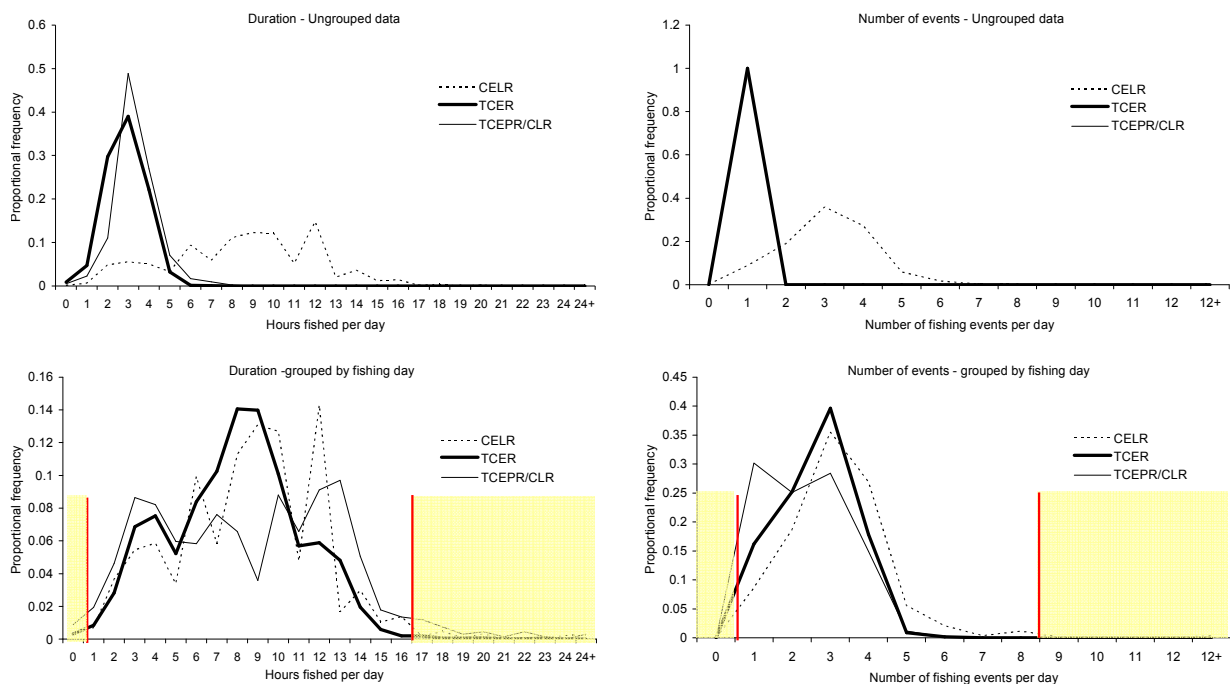 Duration - Ungrouped data
0.6
0.5
0.4
0.3
0.2
0.1
0
Proportional frequency
CELR
TCER
TCEPR/CLR
0 1 2 3 4 5 6 7 8 9 10 11 12 13 14 15 16 17 18 19 20 21 22 23 24 24+
Hours fished per day
Number of events - Ungrouped data
1.2
1
0.8
0.6
0.4
0.2
0
Proportional frequency
CELR
TCER
TCEPR/CLR
0 1 2 3 4 5 6 7 8 9 10 11 12 12+
Number of fishing events per day
Duration -grouped by fishing day
0.16
0.14
0.12
0.1
0.08
0.06
0.04
0.02
0
Proportional frequency
CELR
TCER
TCEPR/CLR
0 1 2 3 4 5 6 7 8 9 10 11 12 13 14 15 16 17 18 19 20 21 22 23 24 24+
Hours fished per day
Number of events - grouped by fishing day
0.45
0.4
0.35
0.3
0.25
0.2
0.15
0.1
0.05
0
Proportional frequency
CELR
TCER
TCEPR/CLR
0 1 2 3 4 5 6 7 8 9 10 11 12 12+
Number of fishing events per day